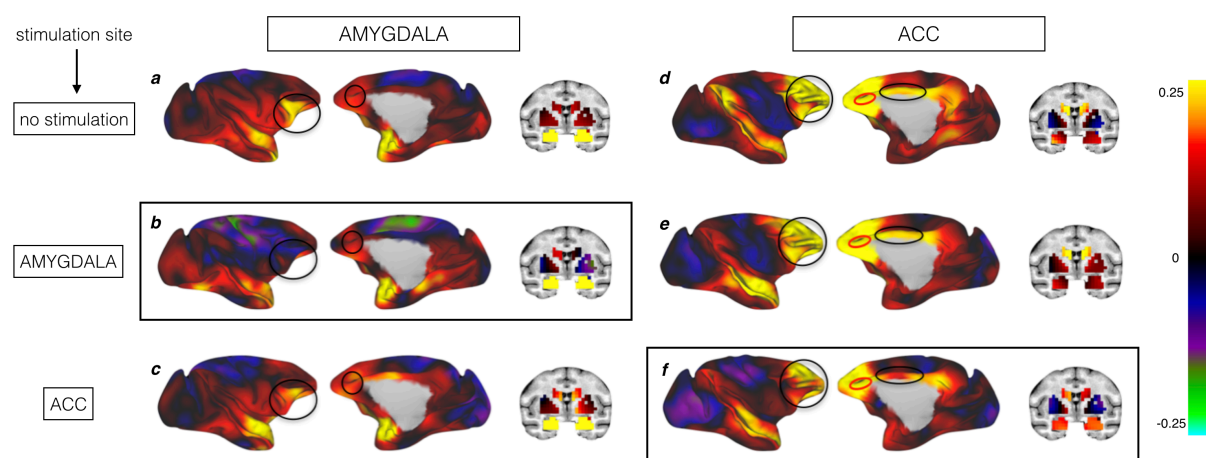 AMYGDALA
ACC
stimulation site
a
d
no stimulation
0.25
b
e
AMYGDALA
0
c
f
ACC
-0.25